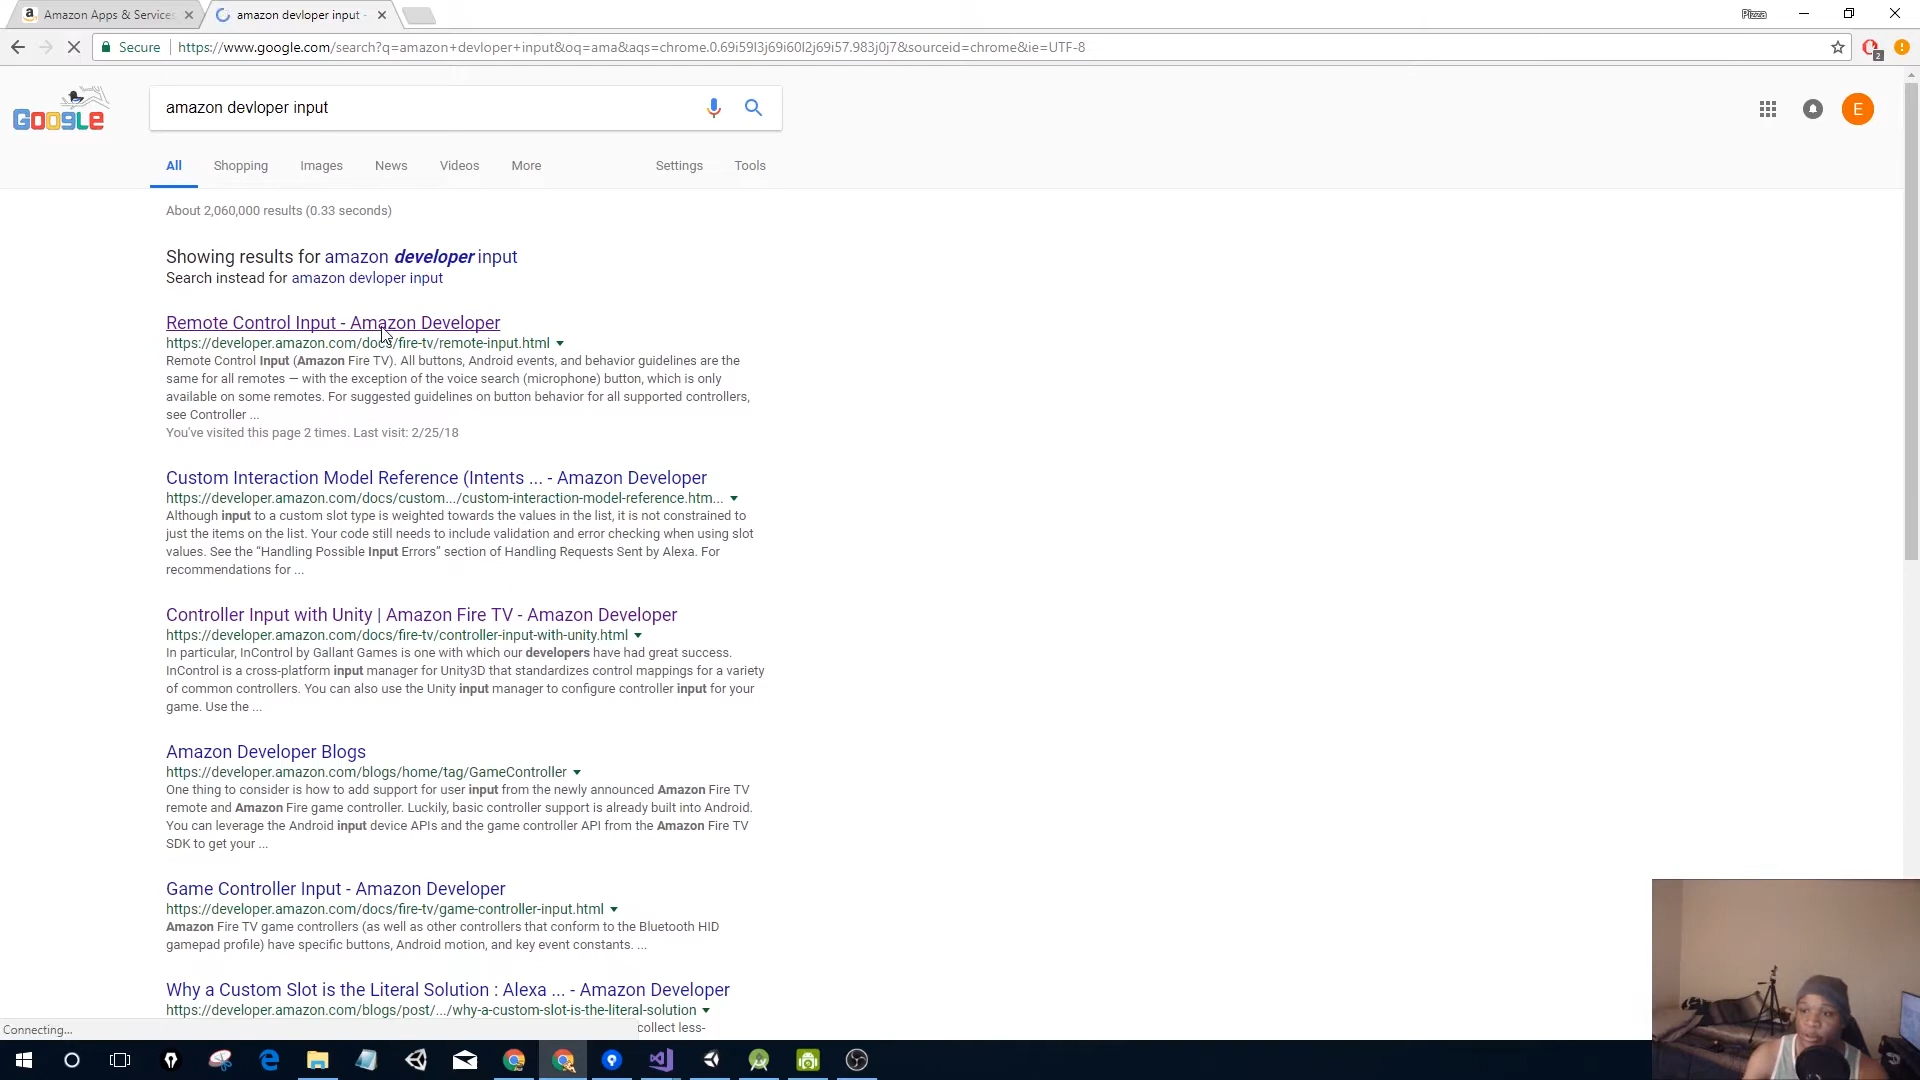 Amazon Apps & Services
amazon devloper input -
Pizza
Secure
https://www.google.com/search?q=amazon+devloper+input&oq=ama&aqs=chrome.0.69i59l3j69i60l2j69i57.983j0j7&sourceid=chrome&ie=UTF-8
2
Google
amazon devloper input
E
All Shopping Images News Videos More Settings Tools
About 2,060,000 results (0.33 seconds)
Showing results for amazon developer input
Search instead for amazon devloper input
Remote Control Input - Amazon Developer
https://developer.amazon.com/docs/fire-tv/remote-input.html
Remote Control Input (Amazon Fire TV). All buttons, Android events, and behavior guidelines are the
same for all remotes — with the exception of the voice search (microphone) button, which is only
available on some remotes. For suggested guidelines on button behavior for all supported controllers,
see Controller ...
You've visited this page 2 times. Last visit: 2/25/18
Custom Interaction Model Reference (Intents ... - Amazon Developer
https://developer.amazon.com/docs/custom.../custom-interaction-model-reference.htm...
Although input to a custom slot type is weighted towards the values in the list, it is not constrained to
just the items on the list. Your code still needs to include validation and error checking when using slot
values. See the “Handling Possible Input Errors” section of Handling Requests Sent by Alexa. For
recommendations for ...
Controller Input with Unity | Amazon Fire TV - Amazon Developer
https://developer.amazon.com/docs/fire-tv/controller-input-with-unity.html
In particular, InControl by Gallant Games is one with which our developers have had great success.
InControl is a cross-platform input manager for Unity3D that standardizes control mappings for a variety
of common controllers. You can also use the Unity input manager to configure controller input for your
game. Use the ...
Amazon Developer Blogs
https://developer.amazon.com/blogs/home/tag/GameController
One thing to consider is how to add support for user input from the newly announced Amazon Fire TV
remote and Amazon Fire game controller. Luckily, basic controller support is already built into Android.
You can leverage the Android input device APIs and the game controller API from the Amazon Fire TV
SDK to get your ...
Game Controller Input - Amazon Developer
https://developer.amazon.com/docs/fire-tv/game-controller-input.html
Amazon Fire TV game controllers (as well as other controllers that conform to the Bluetooth HID
gamepad profile) have specific buttons, Android motion, and key event constants. ...
Why a Custom Slot is the Literal Solution : Alexa ... - Amazon Developer
https://developer.amazon.com/blogs/post/.../why-a-custom-slot-is-the-literal-solution
collect less-
Connecting...